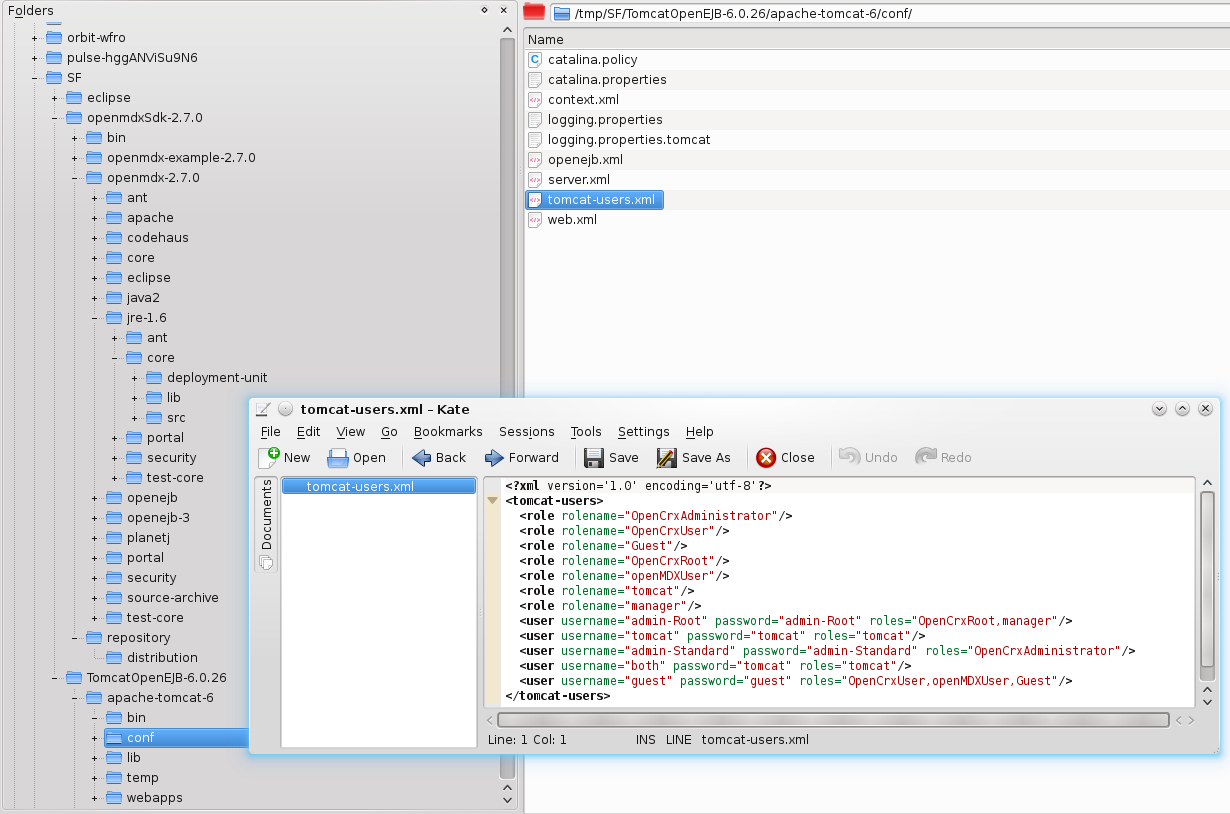 Folders
orbit-wfro
pulse-hggANViSu9N6
SF
eclipse
openmdxSdk-2.7.0
bin
openmdx-example-2.7.0
openmdx-2.7.0
ant
apache
codehaus
core
eclipse
java2
jre-1.6
ant
core
deployment-unit
lib
src
portal
security
test-core
openejb
openejb-3
planetj
portal
security
source-archive
test-core
repository
distribution
TomcatOpenEJB-6.0.26
apache-tomcat-6
bin
conf
lib
temp
webapps
/tmp/SF/TomcatOpenEJB-6.0.26/apache-tomcat-6/conf/
Name
catalina.policy
catalina.properties
context.xml
logging.properties
logging.properties.tomcat
openejb.xml
server.xml
tomcat-users.xml
web.xml
tomcat-users.xml – Kate
File Edit View Go Bookmarks Sessions Tools Settings Help
New Open Back Forward Save Save As Close Undo Redo
Documents
tomcat-users.xml
<?xml version='1.0' encoding='utf-8'?>
<tomcat-users>
<role rolename="OpenCrxAdministrator"/>
<role rolename="OpenCrxUser"/>
<role rolename="Guest"/>
<role rolename="OpenCrxRoot"/>
<role rolename="openMDXUser"/>
<role rolename="tomcat"/>
<role rolename="manager"/>
<user username="admin-Root" password="admin-Root" roles="OpenCrxRoot,manager"/>
<user username="tomcat" password="tomcat" roles="tomcat"/>
<user username="admin-Standard" password="admin-Standard" roles="OpenCrxAdministrator"/>
<user username="both" password="tomcat" roles="tomcat"/>
<user username="guest" password="guest" roles="OpenCrxUser,openMDXUser,Guest"/>
</tomcat-users>
Line: 1 Col: 1 INS LINE tomcat-users.xml